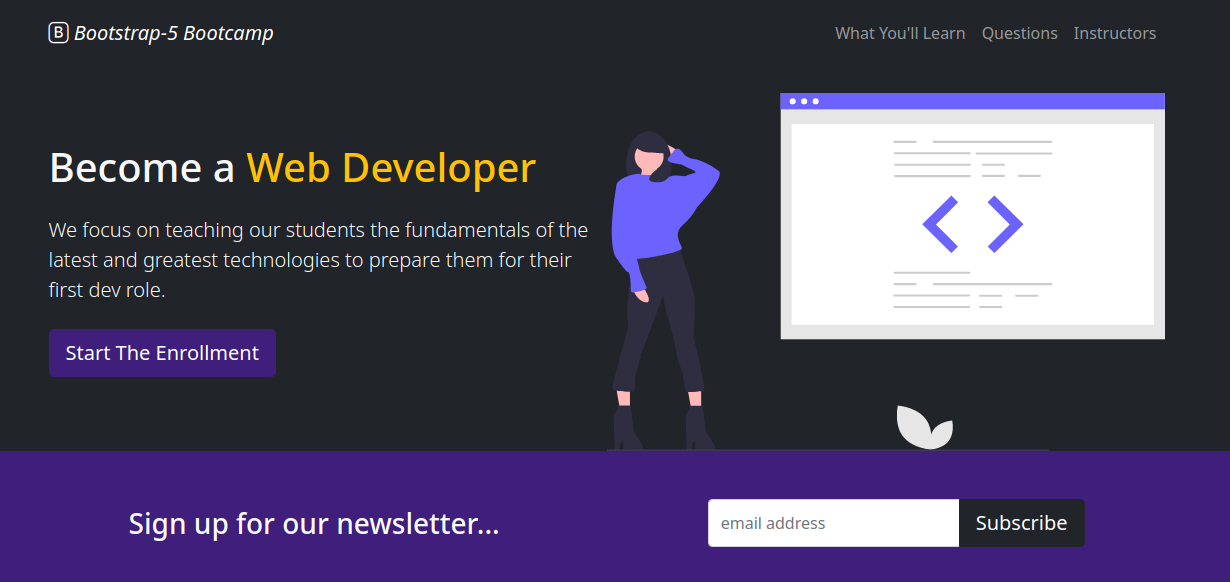 B Bootstrap-5 Bootcamp
What You'll Learn Questions Instructors
Become a Web Developer
We focus on teaching our students the fundamentals of the
latest and greatest technologies to prepare them for their
first dev role.
Start The Enrollment
Sign up for our newsletter...
email address
Subscribe